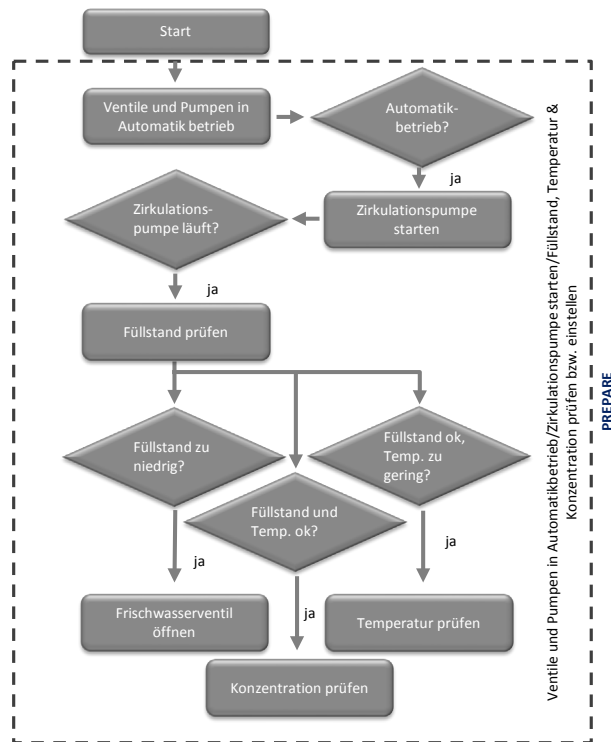 Start
Ventile und Pumpen in
Automatik betrieb
Automatik-
betrieb?
ja
Zirkulationspumpe
starten
Zirkulations-
pumpe läuft?
ja
Füllstand prüfen
Füllstand zu
niedrig?
Füllstand ok,
Temp. zu
gering?
Füllstand und
Temp. ok?
ja
ja
ja
Frischwasserventil
öffnen
Temperatur prüfen
Konzentration prüfen
Ventile und Pumpen in Automatikbetrieb/Zirkulationspumpe starten/Füllstand, Temperatur &
Konzentration prüfen bzw. einstellen
PREPARE